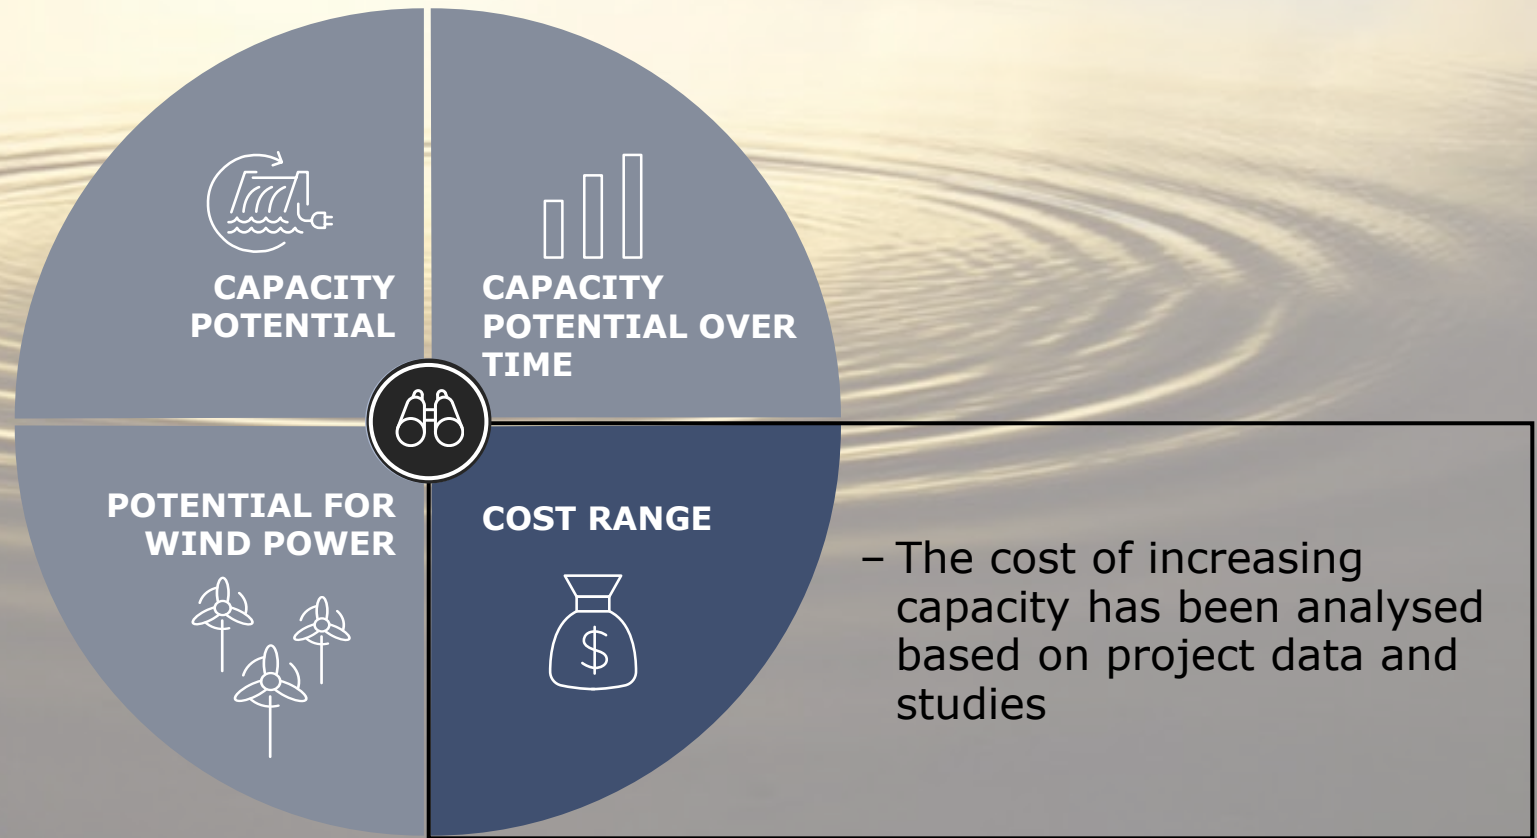 CAPACITY
POTENTIAL
CAPACITY
POTENTIAL OVER
TIME
POTENTIAL FOR
WIND POWER
COST RANGE
$
– The cost of increasing
capacity has been analysed
based on project data and
studies